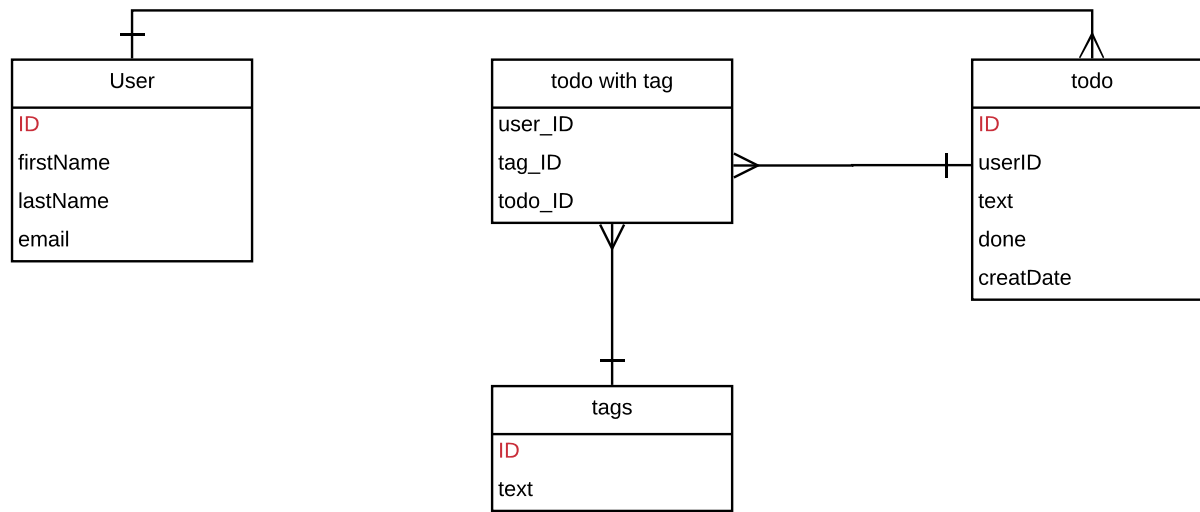 User
ID
firstName
lastName
email
todo with tag
user_ID
tag_ID
todo_ID
todo
ID
userID
text
done
creatDate
tags
ID
text